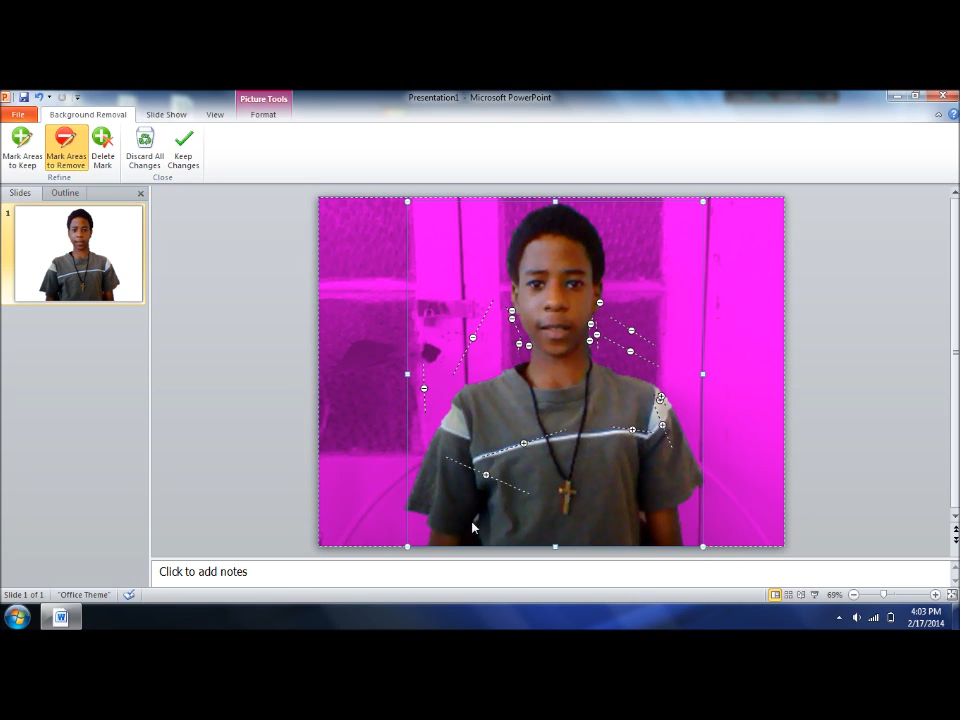 Presentation1 - Microsoft PowerPoint
Picture Tools
File
Background Removal
Slide Show
View
Format
Mark Areas to Keep
Mark Areas to Remove
Delete Mark
Discard All Changes
Keep Changes
Refine
Close
Slides
Outline
1
Click to add notes
Slide 1 of 1
"Office Theme"
69%
4:03 PM
2/17/2014